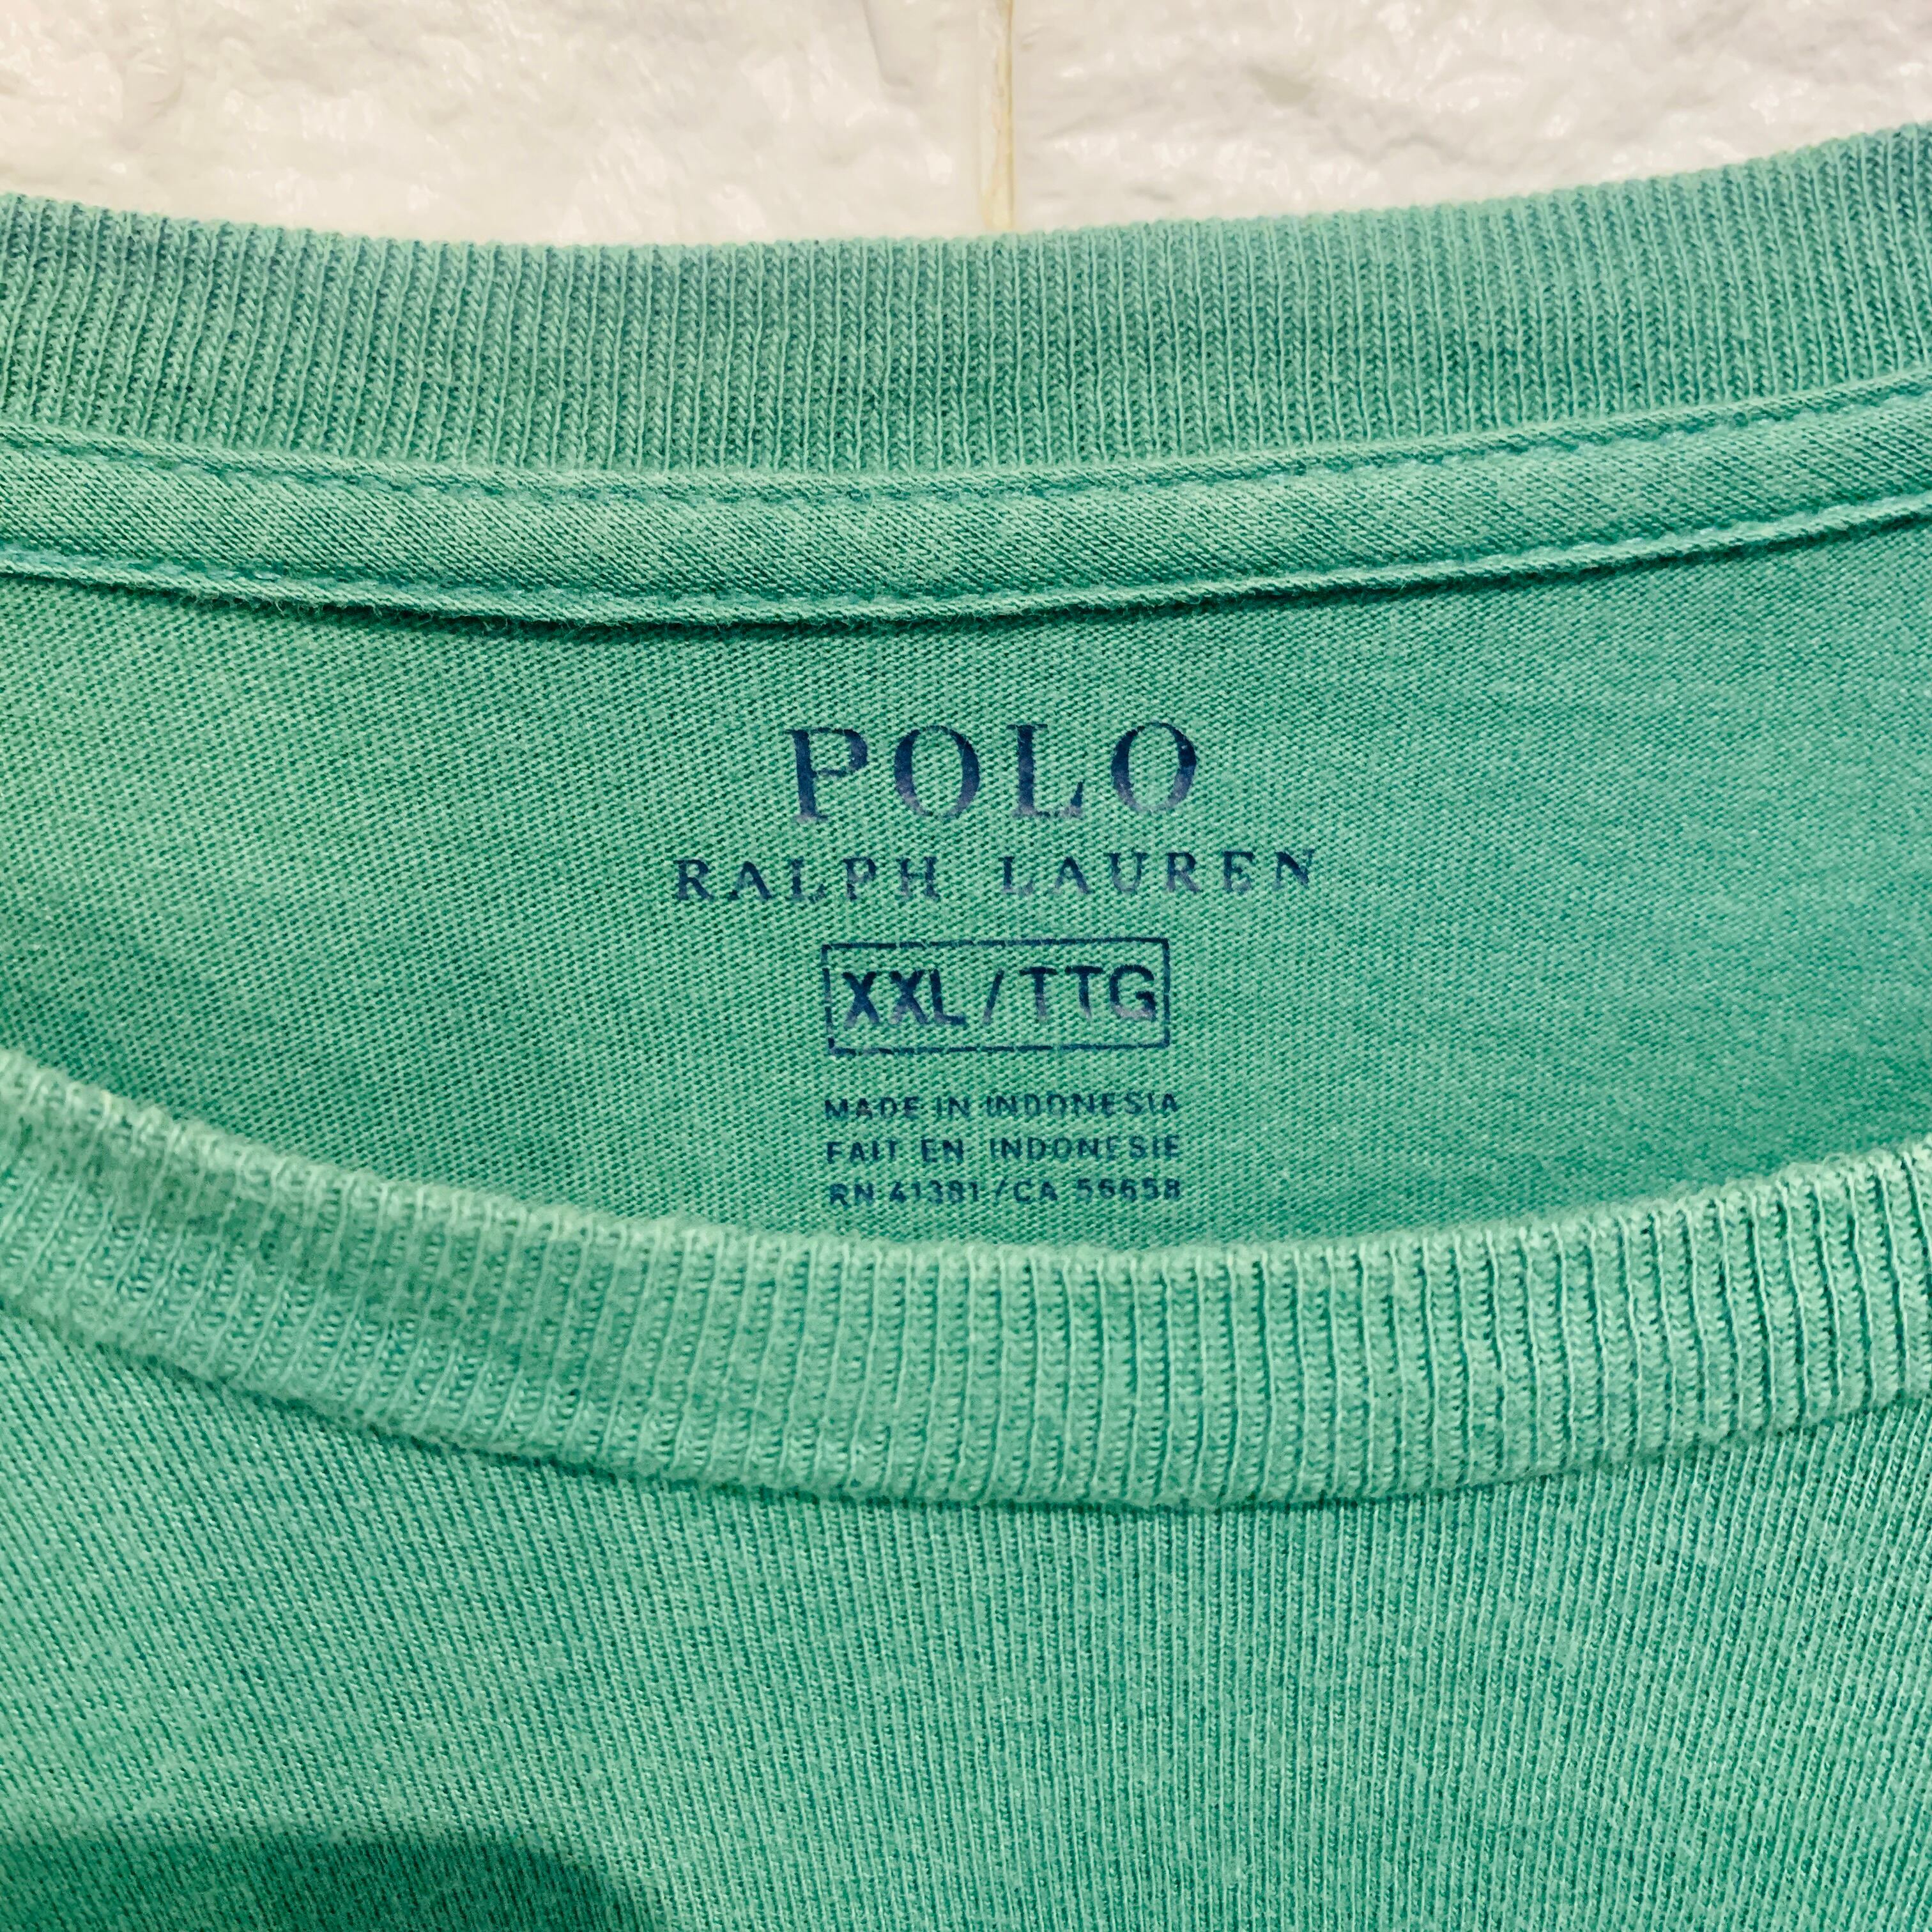 POLO
RALPH LAUREN
XXL/TTG
MADE IN INDONESIA
FAIT EN INDONESIE
RN 41381/CA 56658